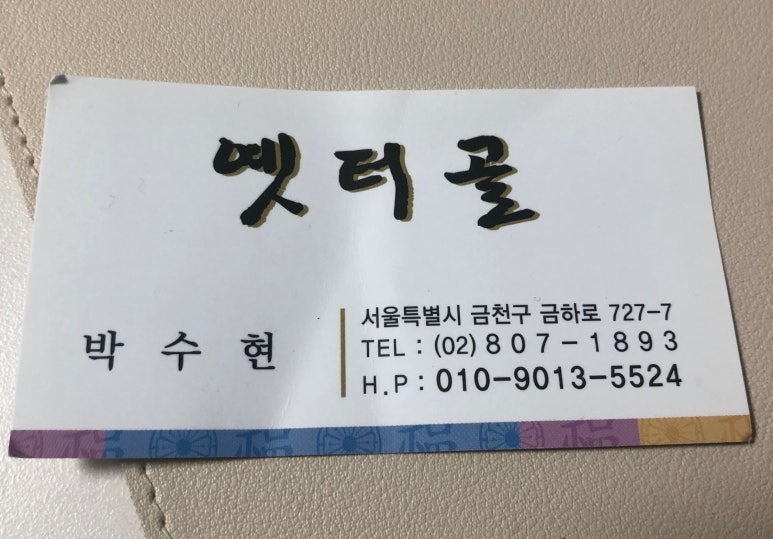 옛터골
박수현
서울특별시 금천구 금하로 727-7
TEL : (02) 807-1893
H.P : 010-9013-5524